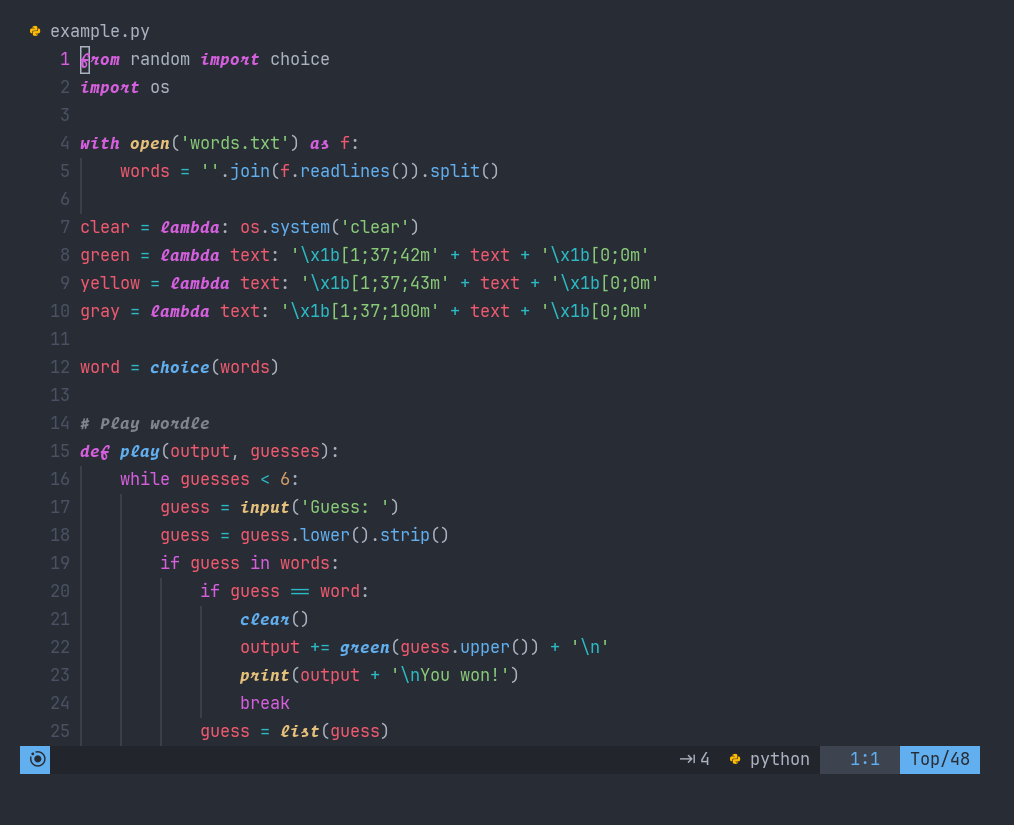 example.py
1 from random import choice
2 import os
3
4 with open('words.txt') as f:
5     words = ''.join(f.readlines()).split()
6
7 clear = lambda: os.system('clear')
8 green = lambda text: '\x1b[1;37;42m' + text + '\x1b[0;0m'
9 yellow = lambda text: '\x1b[1;37;43m' + text + '\x1b[0;0m'
10 gray = lambda text: '\x1b[1;37;100m' + text + '\x1b[0;0m'
11
12 word = choice(words)
13
14 # Play wordle
15 def play(output, guesses):
16     while guesses < 6:
17         guess = input('Guess: ')
18         guess = guess.lower().strip()
19         if guess in words:
20             if guess == word:
21                 clear()
22                 output += green(guess.upper()) + '\n'
23                 print(output + '\nYou won!')
24                 break
25             guess = list(guess)
⇥ 4 python 1:1 Top/48